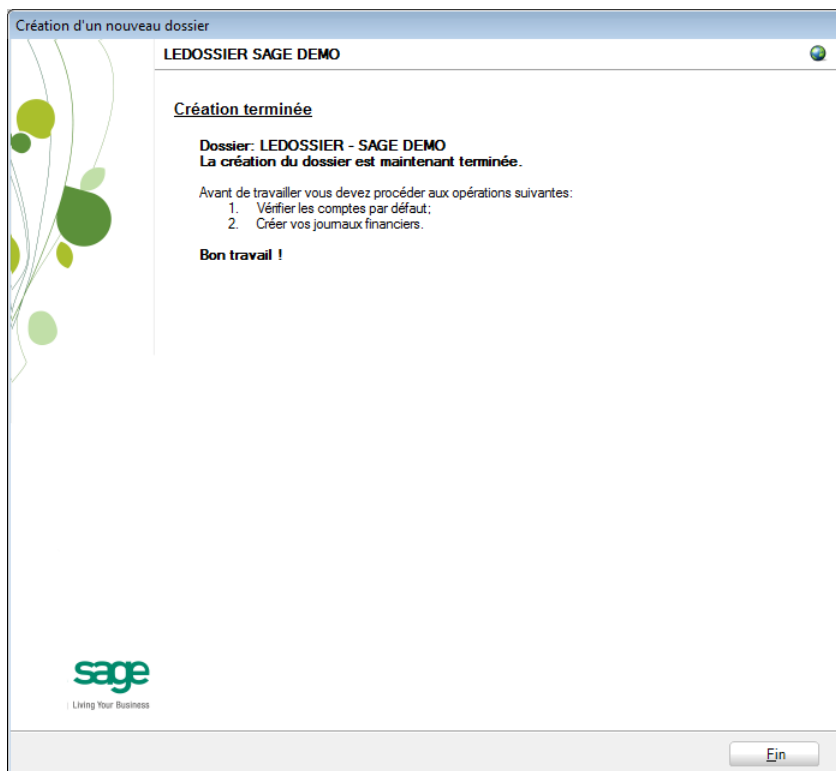 Création d'un nouveau dossier
LEDOSSIER SAGE DEMO
Création terminée
Dossier: LEDOSSIER - SAGE DEMO
La création du dossier est maintenant terminée.
Avant de travailler vous devez procéder aux opérations suivantes:
1. Vérifier les comptes par défaut;
2. Créer vos journaux financiers.
Bon travail !
sage
Living Your Business
Fin